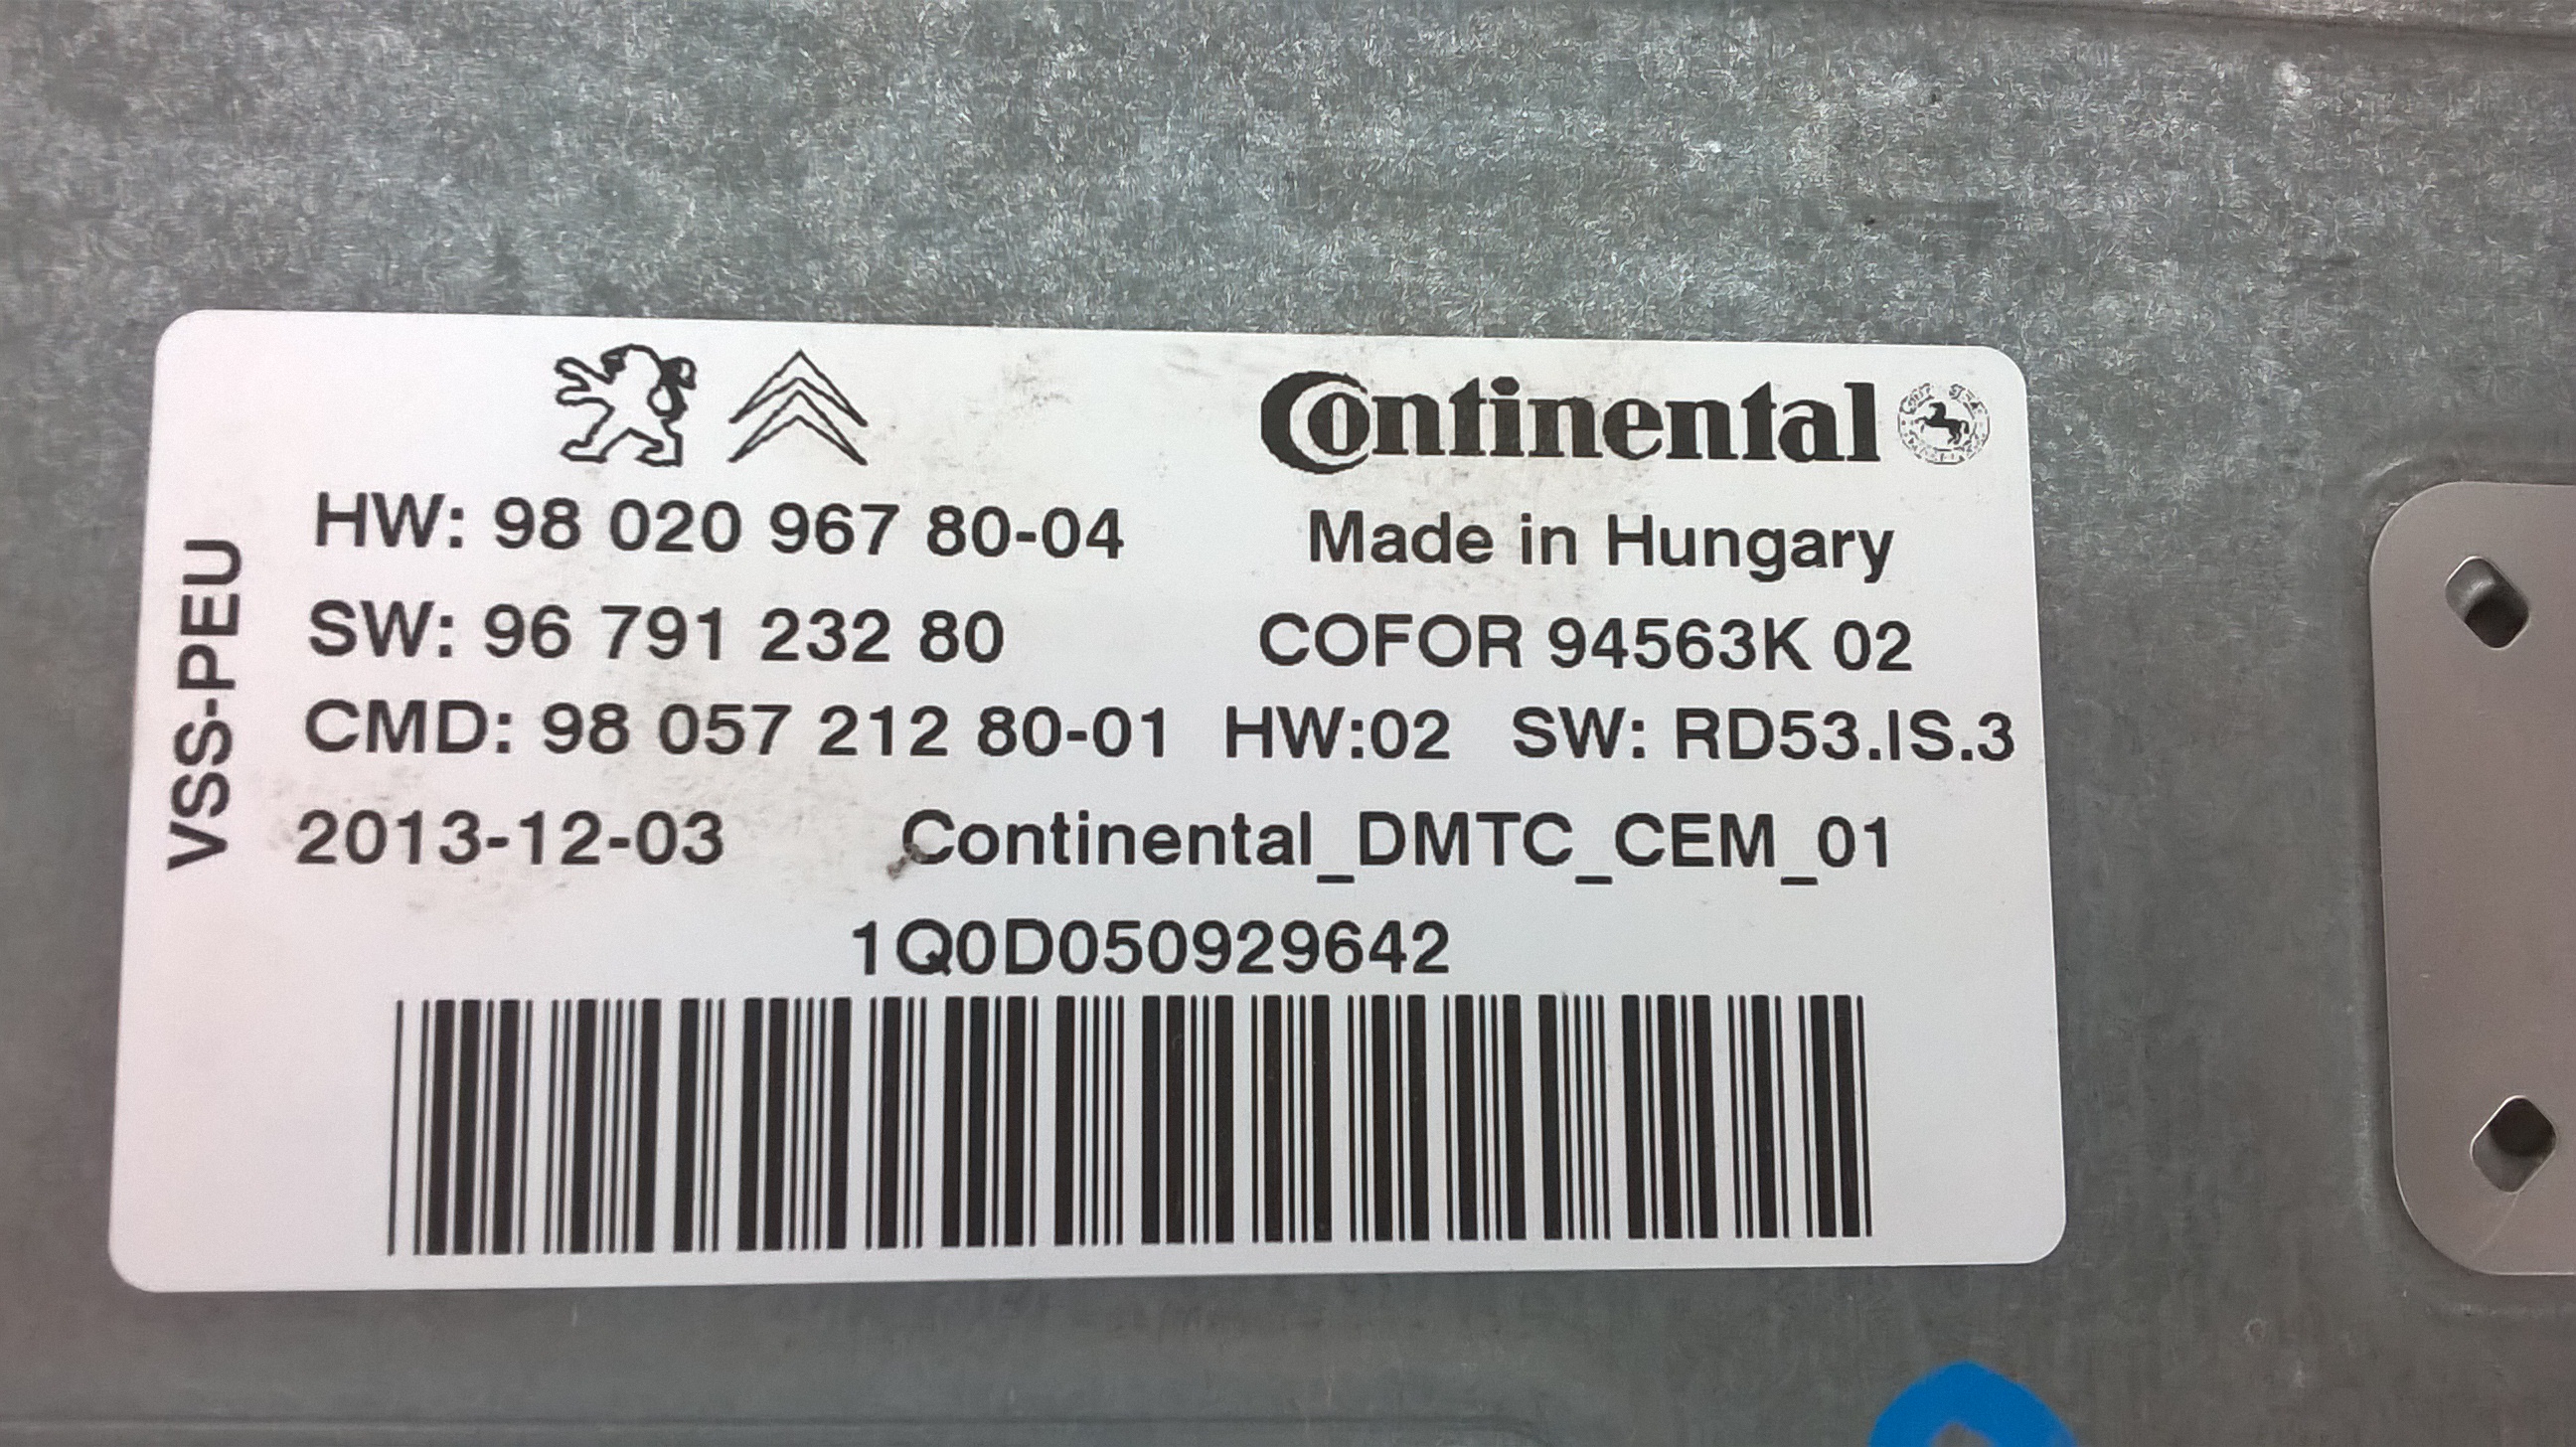 Continental
HW: 98 020 967 80-04
Made in Hungary
SW: 96 791 232 80
COFOR 94563K 02
CMD: 98 057 212 80-01 HW:02 SW: RD53.IS.3
2013-12-03
Continental_DMTC_CEM_01
1Q0D050929642
VSS-PEU